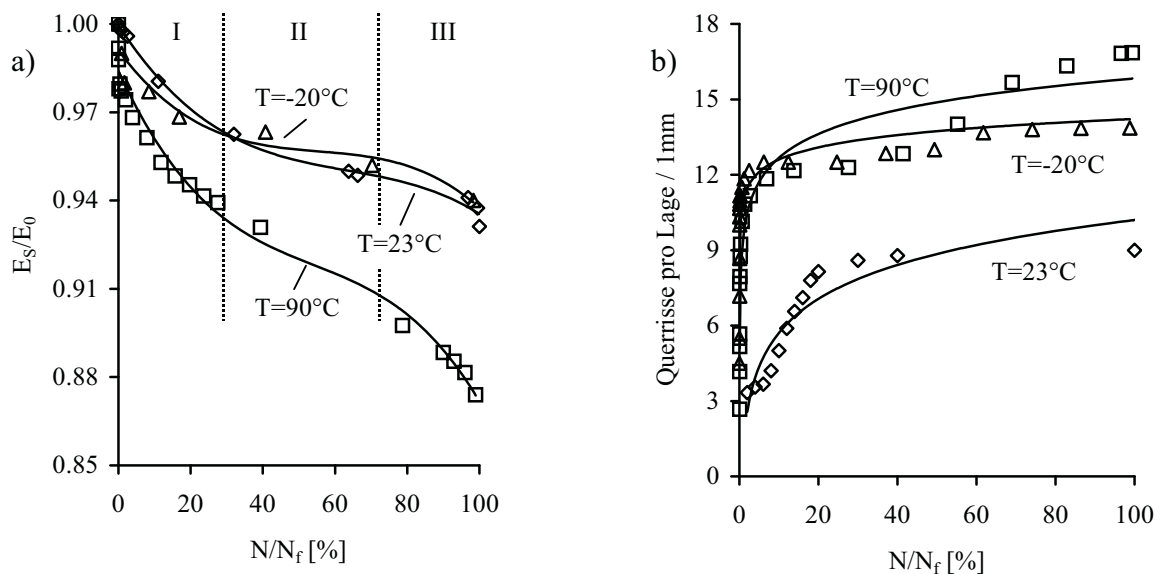 a)
E_S/E_0
1.00
0.97
0.94
0.91
0.88
0.85
I II III
T=-20°C
T=23°C
T=90°C
0 20 40 60 80 100
N/N_f [%]
b)
Querrisse pro Lage / 1mm
18
15
12
9
6
3
0
T=90°C
T=-20°C
T=23°C
0 20 40 60 80 100
N/N_f [%]